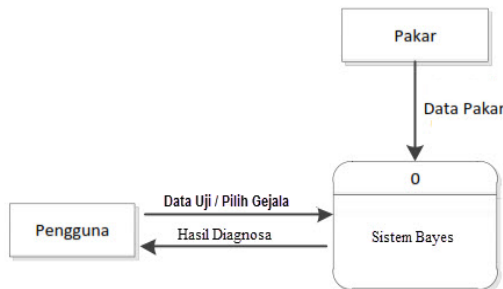 Pakar
Data Pakar
0
Data Uji / Pilih Gejala
Pengguna
Hasil Diagnosa
Sistem Bayes